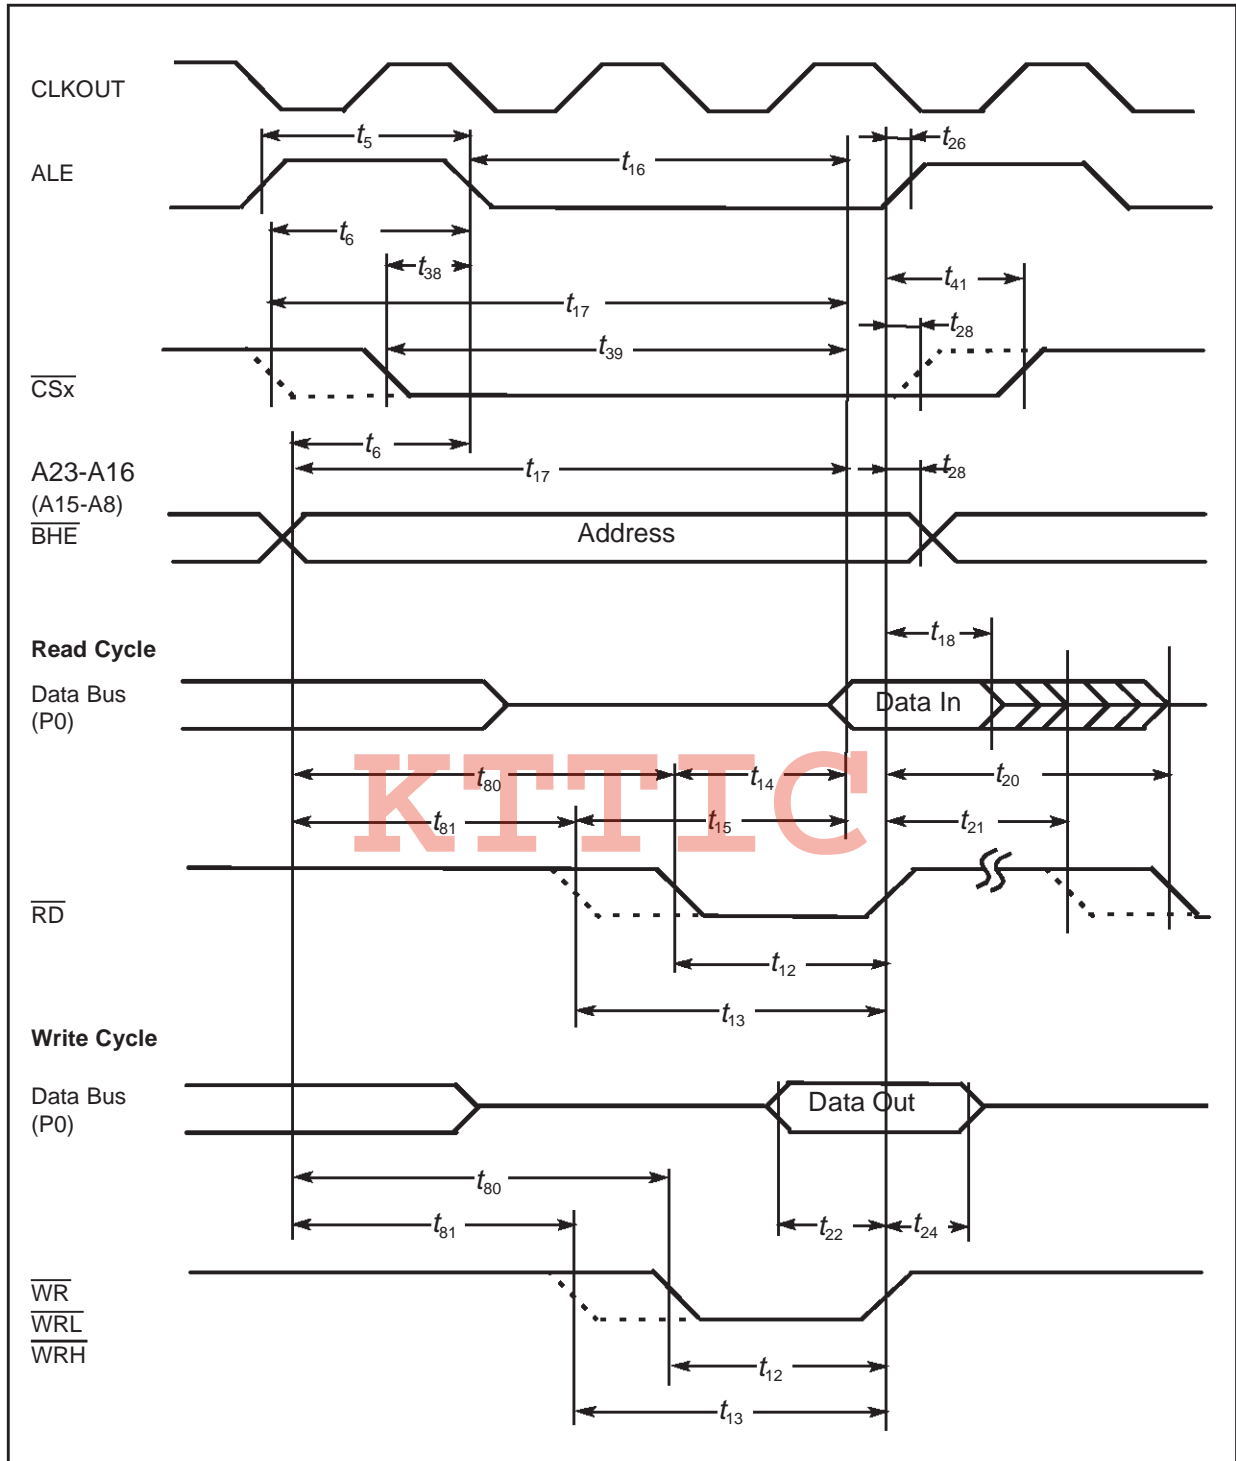 CLKOUT
t5
t26
ALE
t16
t6
t38
t41
t17
t28
t39
CSx
t6
A23-A16
t17
t28
(A15-A8)
BHE
Address
t18
Read Cycle
Data Bus
Data In
(P0)
KTTIC
t80
t14
t20
t81
t15
t21
RD
t12
t13
Write Cycle
Data Bus
Data Out
(P0)
t80
t81
t22
t24
WR
WRL
WRH
t12
t13